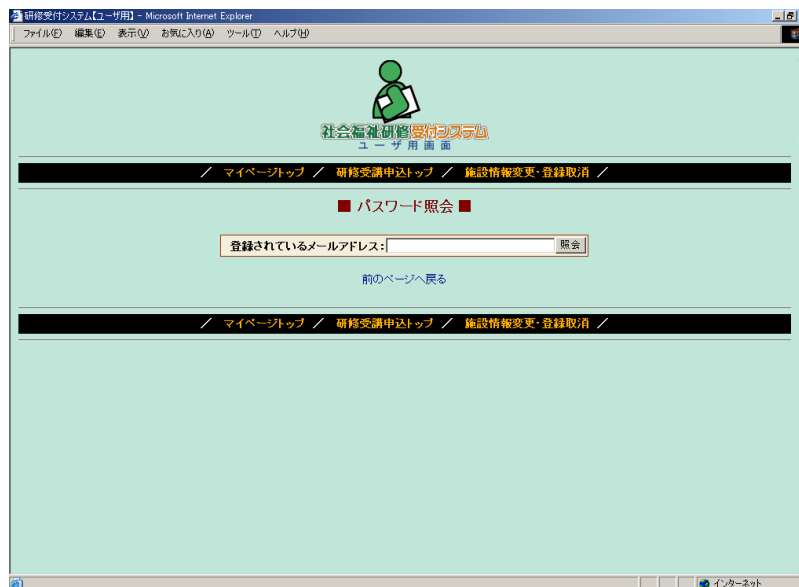 研修受付システム【ユーザ用】 - Microsoft Internet Explorer
ファイル(F) 編集(E) 表示(V) お気に入り(A) ツール(T) ヘルプ(H)
社会福祉研修受付システム
ユーザ用画面
／ マイページトップ ／ 研修受講申込トップ ／ 施設情報変更・登録取消 ／
■ パスワード照会 ■
登録されているメールアドレス： 照会
前のページへ戻る
／ マイページトップ ／ 研修受講申込トップ ／ 施設情報変更・登録取消 ／
インターネット